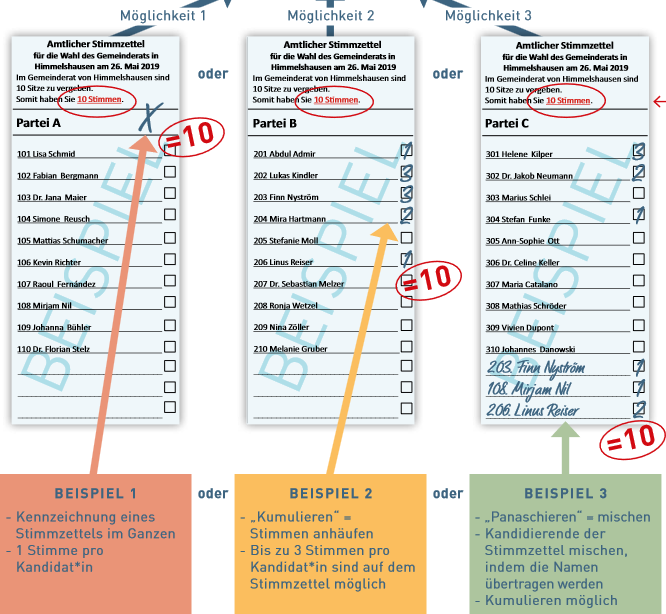 Möglichkeit 1
Amtlicher Stimmzettel
für die Wahl des Gemeinderats in
Himmelshausen am 26. Mai 2019
Im Gemeinderat von Himmelshausen sind
10 Sitze zu vergeben.
Somit haben Sie 10 Stimmen.
Partei A
X
=10
101 Lisa Schmid
102 Fabian Bergmann
103 Dr. Jana Maier
104 Simone Reusch
105 Mattias Schumacher
106 Kevin Richter
107 Raoul Fernández
108 Mirjam Nil
109 Johanna Bühler
110 Dr. Florian Stelz
BEISPIEL
oder
Möglichkeit 2
Amtlicher Stimmzettel
für die Wahl des Gemeinderats in
Himmelshausen am 26. Mai 2019
Im Gemeinderat von Himmelshausen sind
10 Sitze zu vergeben.
Somit haben Sie 10 Stimmen.
Partei B
201 Abdul Admir 1
202 Lukas Kindler 3
203 Finn Nyström 3
204 Mira Hartmann 2
205 Stefanie Moll
206 Linus Reiser 1
207 Dr. Sebastian Melzer
208 Ronja Wetzel
209 Nina Zöller
210 Melanie Gruber
=10
BEISPIEL
oder
Möglichkeit 3
Amtlicher Stimmzettel
für die Wahl des Gemeinderats in
Himmelshausen am 26. Mai 2019
Im Gemeinderat von Himmelshausen sind
10 Sitze zu vergeben.
Somit haben Sie 10 Stimmen.
Partei C
301 Helene Kilper 3
302 Dr. Jakob Neumann 2
303 Marius Schlei
304 Stefan Funke 1
305 Ann-Sophie Ott
306 Dr. Celine Keller
307 Maria Catalano
308 Mathias Schröder
309 Vivien Dupont
310 Johannes Danowski
203 Finn Nyström 1
108 Mirjam Nil 1
206 Linus Reiser 2
=10
BEISPIEL
BEISPIEL 1
- Kennzeichnung eines
Stimmzettels im Ganzen
- 1 Stimme pro
Kandidat*in
oder
BEISPIEL 2
- „Kumulieren“ =
Stimmen anhäufen
- Bis zu 3 Stimmen pro
Kandidat*in sind auf dem
Stimmzettel möglich
oder
BEISPIEL 3
- „Panaschieren“ = mischen
- Kandidierende der
Stimmzettel mischen,
indem die Namen
übertragen werden
- Kumulieren möglich